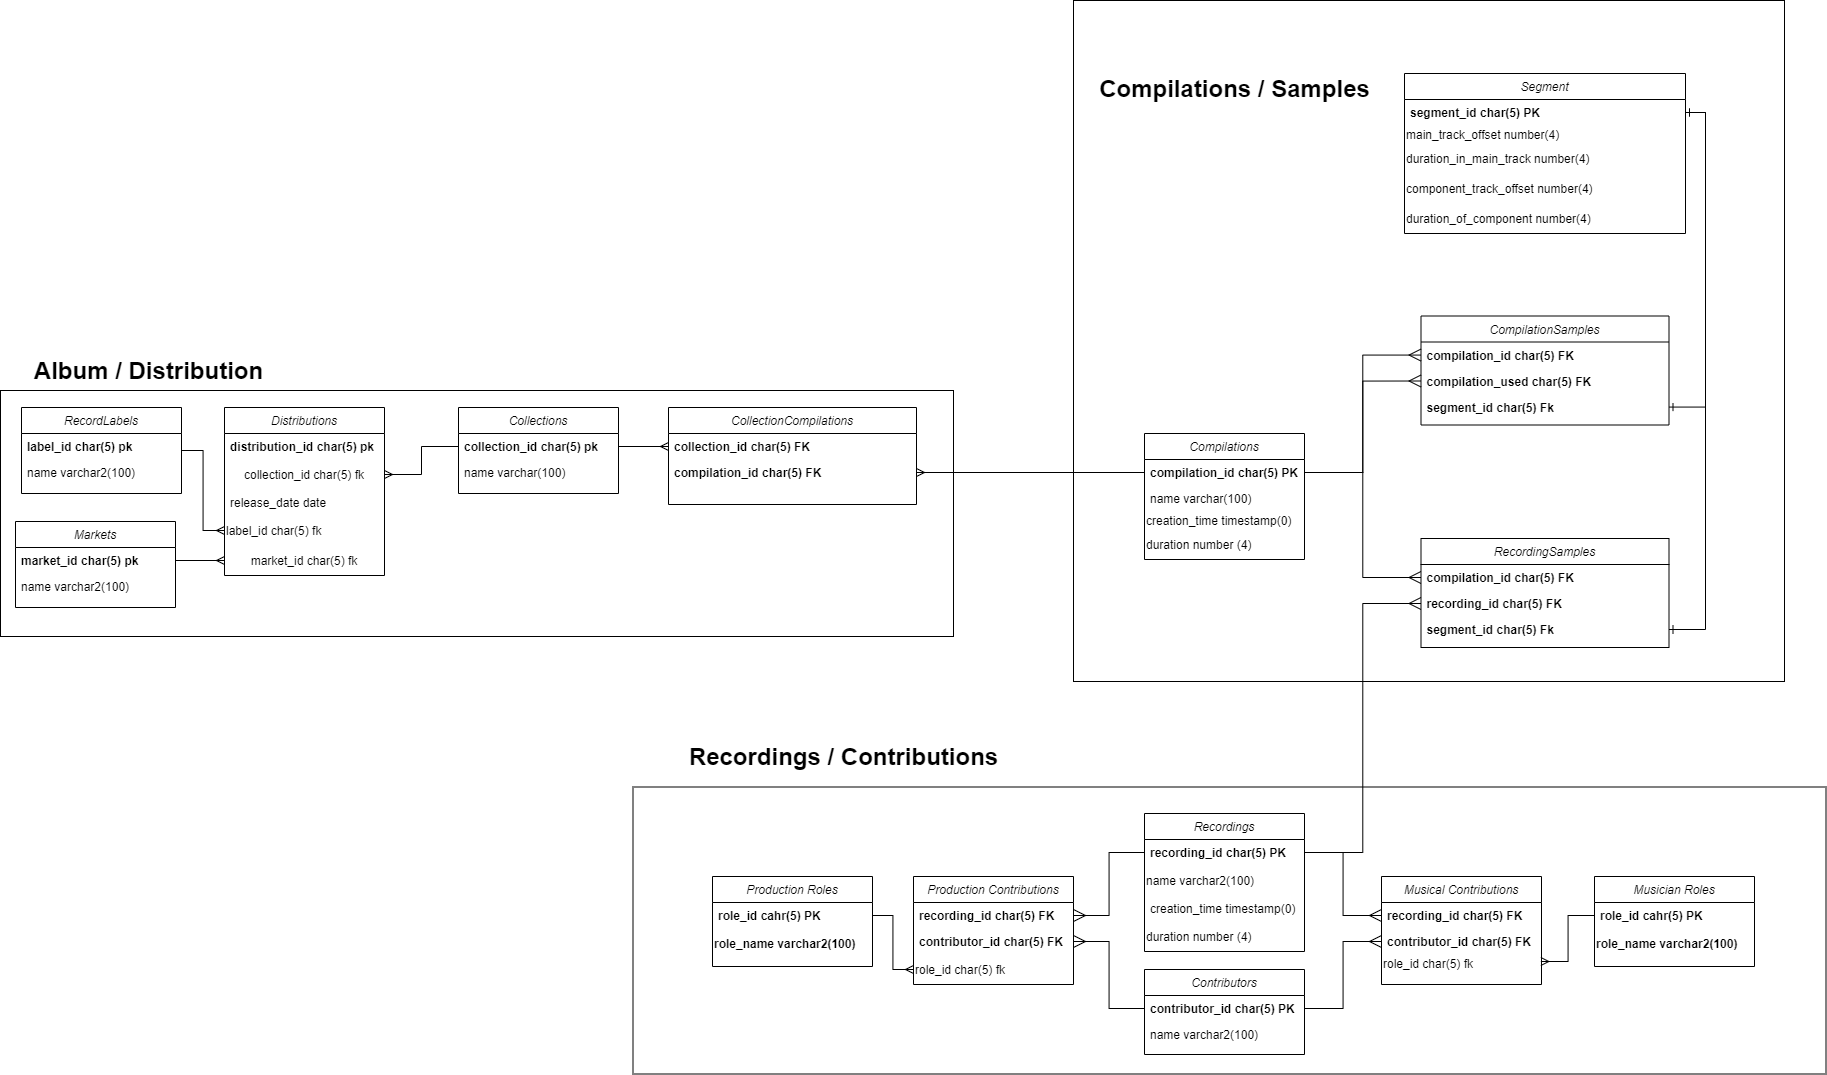 Compilations / Samples
Segment
segment_id char(5) PK
main_track_offset number(4)
duration_in_main_track number(4)
component_track_offset number(4)
duration_of_component number(4)
CompilationSamples
compilation_id char(5) FK
compilation_used char(5) FK
segment_id char(5) Fk
Compilations
compilation_id char(5) PK
name varchar(100)
creation_time timestamp(0)
duration number (4)
RecordingSamples
compilation_id char(5) FK
recording_id char(5) FK
segment_id char(5) Fk
Album / Distribution
RecordLabels
label_id char(5) pk
name varchar2(100)
Markets
market_id char(5) pk
name varchar2(100)
Distributions
distribution_id char(5) pk
collection_id char(5) fk
release_date date
label_id char(5) fk
market_id char(5) fk
Collections
collection_id char(5) pk
name varchar(100)
CollectionCompilations
collection_id char(5) FK
compilation_id char(5) FK
Recordings / Contributions
Production Roles
role_id cahr(5) PK
role_name varchar2(100)
Production Contributions
recording_id char(5) FK
contributor_id char(5) FK
role_id char(5) fk
Recordings
recording_id char(5) PK
name varchar2(100)
creation_time timestamp(0)
duration number (4)
Contributors
contributor_id char(5) PK
name varchar2(100)
Musical Contributions
recording_id char(5) FK
contributor_id char(5) FK
role_id char(5) fk
Musician Roles
role_id cahr(5) PK
role_name varchar2(100)